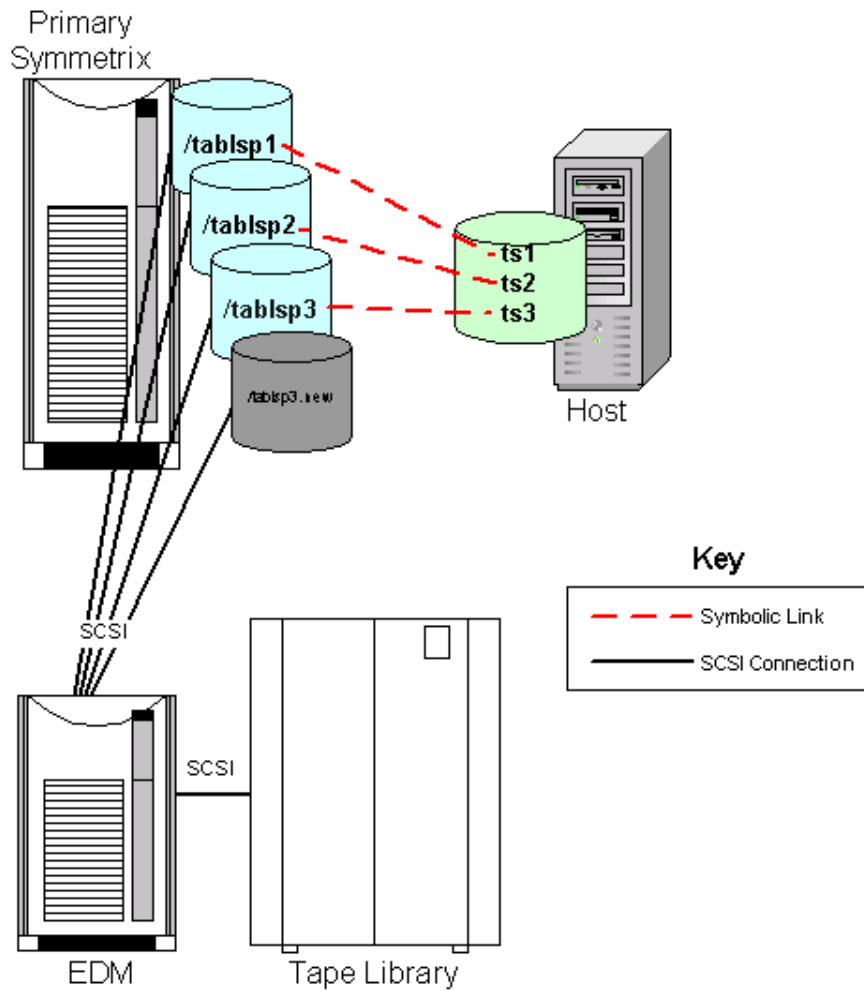 Primary
Symmetrix
/tablsp1
/tablsp2
/tablsp3
/tablsp3.new
ts1
ts2
ts3
Host
Key
Symbolic Link
SCSI Connection
SCSI
SCSI
EDM
Tape Library